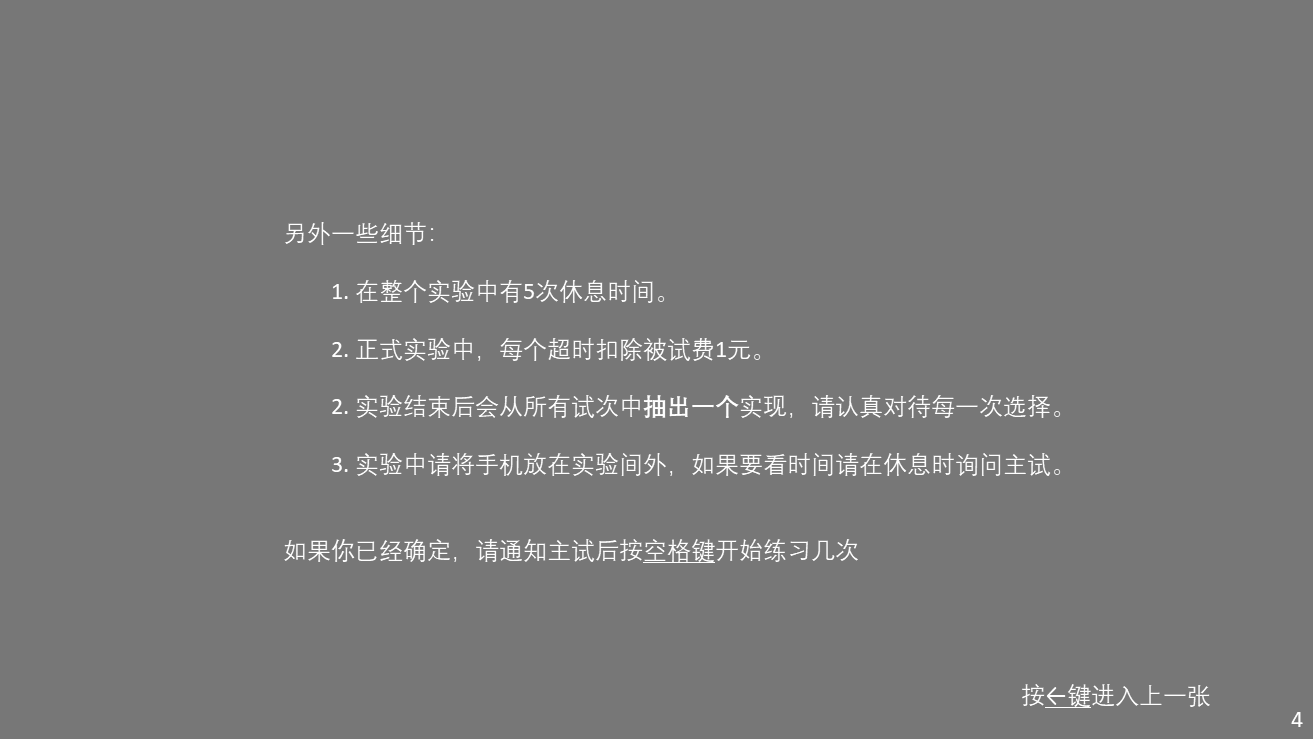 另外一些细节：
1. 在整个实验中有5次休息时间。
2. 正式实验中，每个超时扣除被试费1元。
2. 实验结束后会从所有试次中抽出一个实现，请认真对待每一次选择。
3. 实验中请将手机放在实验间外，如果要看时间请在休息时询问主试。
如果你已经确定，请通知主试后按空格键开始练习几次
按←键进入上一张
4